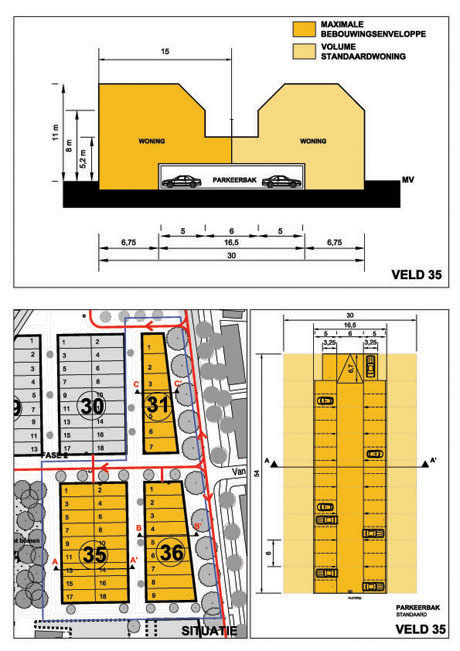 MAXIMALE
BEBOUWINGSENVELOPPE
VOLUME
STANDAARDWONING
15
11 m
8 m
5,2 m
WONING
WONING
PARKEERBAK
MV
5
6
5
6,75
16,5
6,75
30
VELD 35
1
2
3
4
5
6
7
8
9
10
11
12
13
14
15
16
17
18
30
FASE
1
2
3
C
C'
31
6
7
Van
1
2
3
4
5
6
7
8
9
10
35
11
13
14
A
A'
15
16
17
18
1
2
3
4
B
B'
5
36
7
8
9
SITUATIE
30
16,5
5
6
5
3,25
3,25
6,7
54
A
A'
6
PARKEERBAK
STANDAARD
VELD 35